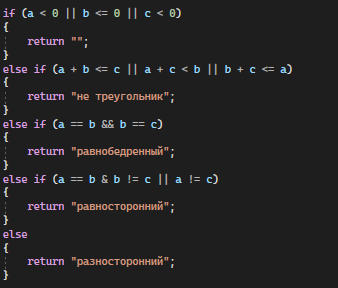 if (a < 0 || b <= 0 || c < 0)
{
return "";
}
else if (a + b <= c || a + c < b || b + c <= a)
{
return "не треугольник";
}
else if (a == b && b == c)
{
return "равнобедренный";
}
else if (a == b & b != c || a != c)
{
return "равносторонний";
}
else
{
return "разносторонний";
}